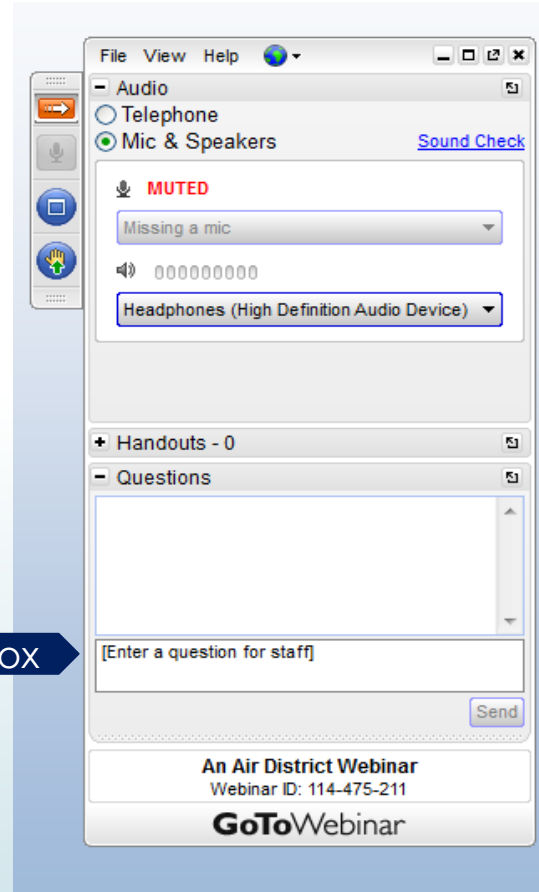 File View Help
Audio
Telephone
Mic & Speakers Sound Check
MUTED
Missing a mic
000000000
Headphones (High Definition Audio Device)
Handouts - 0
Questions
OX
[Enter a question for staff]
Send
An Air District Webinar
Webinar ID: 114-475-211
GoToWebinar